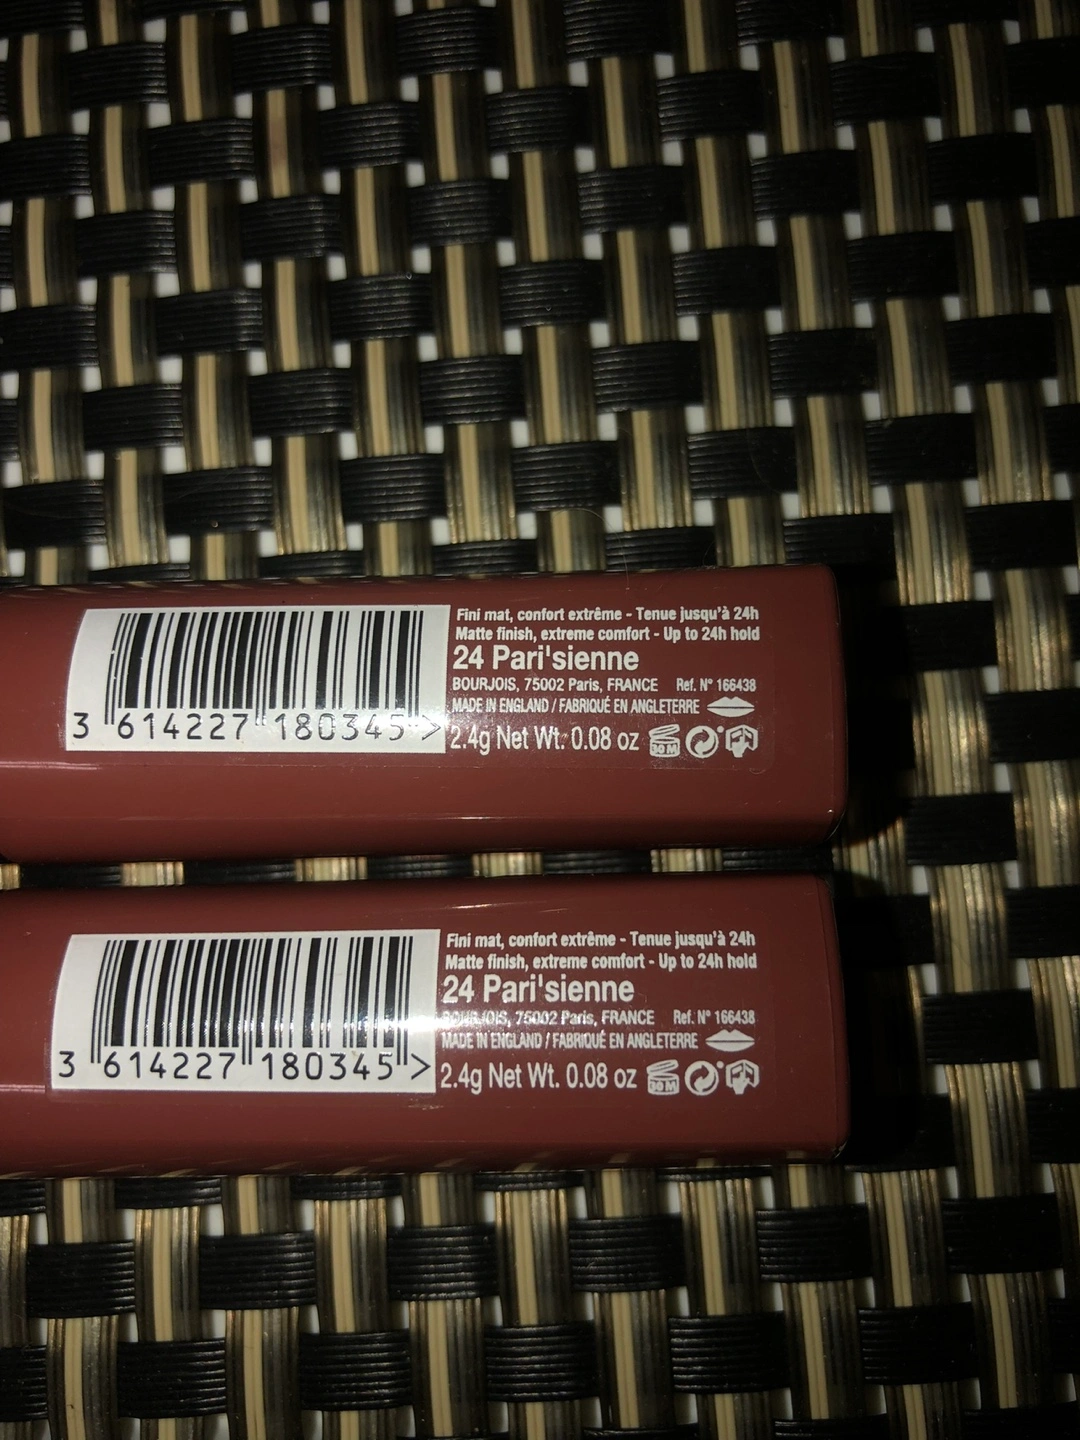 Fini mat, confort extrême - Tenue jusqu'à 24h
Matte finish, extreme comfort - Up to 24h hold
24 Pari'sienne
BOURJOIS, 75002 Paris, FRANCE Ref. N° 166438
MADE IN ENGLAND / FABRIQUÉ EN ANGLETERRE
3 614227 180345 >
2.4g Net Wt. 0.08 oz 30 M
Fini mat, confort extrême - Tenue jusqu'à 24h
Matte finish, extreme comfort - Up to 24h hold
24 Pari'sienne
BOURJOIS, 75002 Paris, FRANCE Ref. N° 166438
MADE IN ENGLAND / FABRIQUÉ EN ANGLETERRE
3 614227 180345 >
2.4g Net Wt. 0.08 oz 30 M